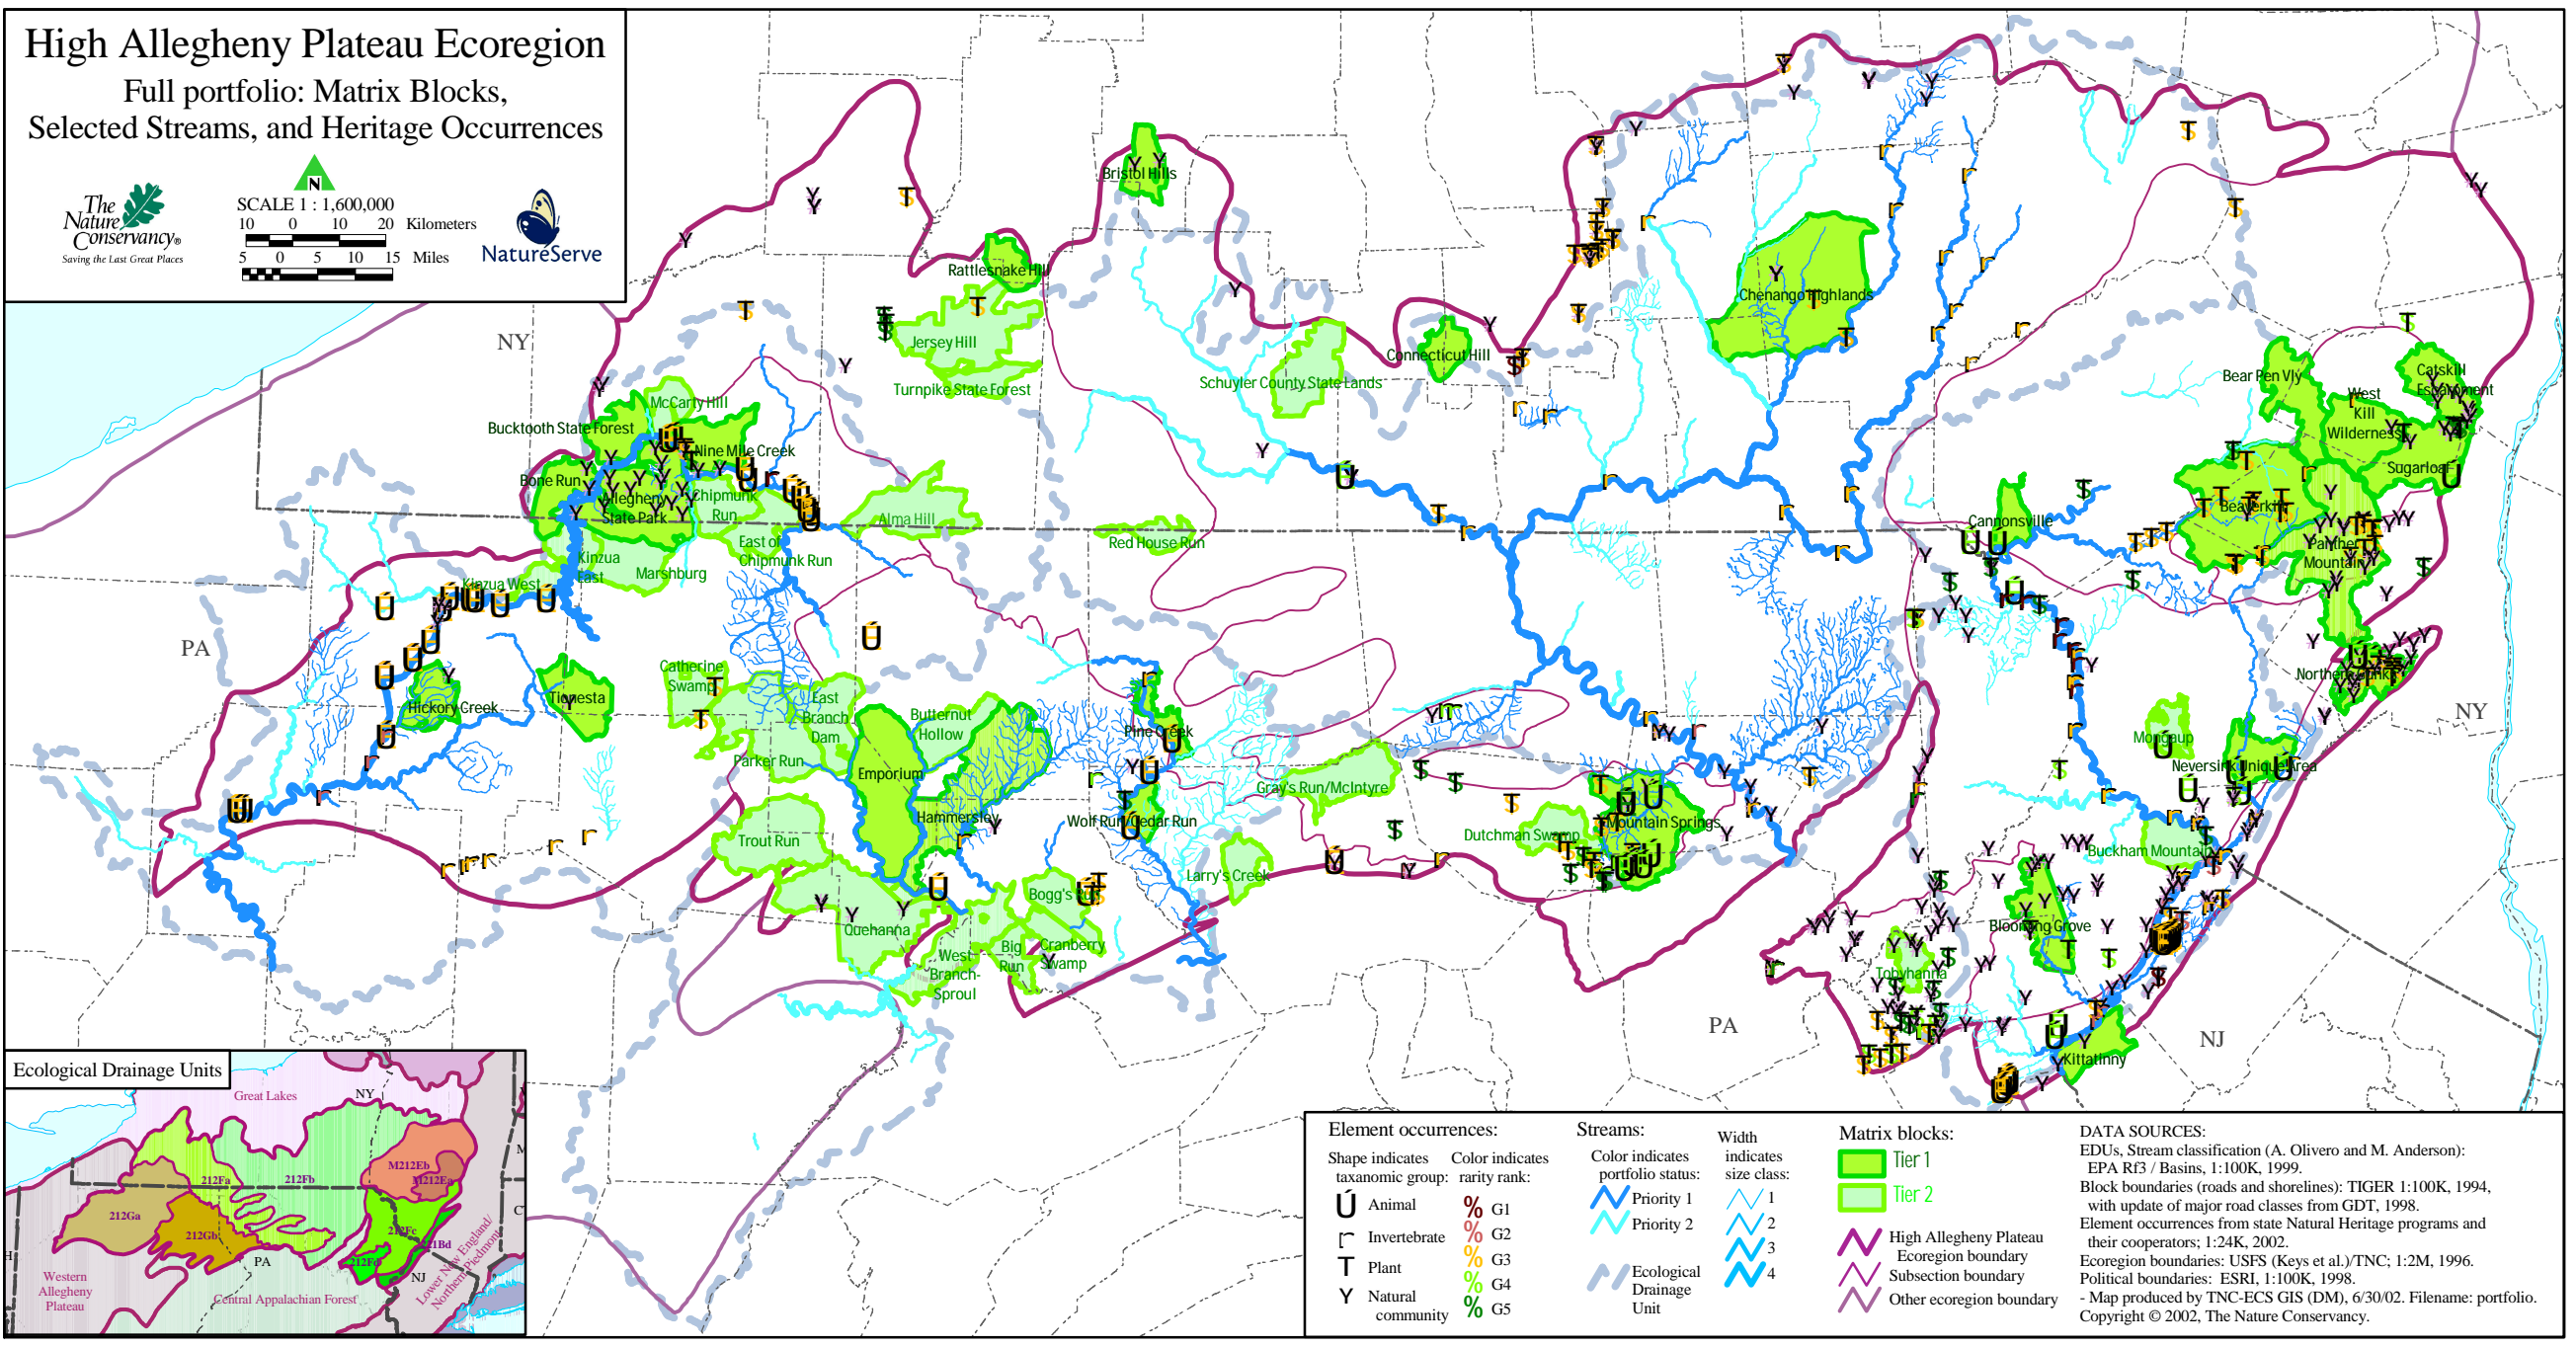 High Allegheny Plateau Ecoregion
Full portfolio: Matrix Blocks,
Selected Streams, and Heritage Occurrences
The
Nature
Conservancy®
Saving the Last Great Places
N
SCALE 1 : 1,600,000
10 0 10 20 Kilometers
5 0 5 10 15 Miles
NatureServe
NY
PA
Bristol Hills
Rattlesnake Hill
Jersey Hill
Turnpike State Forest
Schuyler County State Lands
Connecticut Hill
Chenango Highlands
McCarty Hill
Bucktooth State Forest
Nine Mile Creek
Bone Run
Allegheny
State Park
Chipmunk
Run
East of
Chipmunk Run
Alma Hill
Red House Run
Kinzua
East
Marshburg
Kinzua West
Bear Pen Vly
Catskill
Escarpment
West
Kill
Wilderness
Sugarloaf
Beaverkill
Panther
Mountain
Cannonsville
Hickory Creek
Tionesta
Catherine
Swamp
East
Branch
Dam
Parker Run
Butternut
Hollow
Emporium
Hammersley
Trout Run
Quehanna
West
Branch-
Sproul
Big
Run
Bogg's Run
Cranberry
Swamp
Pine Creek
Wolf Run/Cedar Run
Larry's Creek
Gray's Run/McIntyre
Dutchman Swamp
Mountain Springs
Mongaup
Neversink Unique Area
Buckham Mountain
Blooming Grove
Tobyhanna
Kittatinny
NY
PA
NJ
Ecological Drainage Units
Great Lakes
NY
M212Eb
M212Ea
212Fa
212Fb
212Ga
212Gb
212Fc
212Fd
PA
NJ
Western
Allegheny
Plateau
Central Appalachian Forest
Lower New England/
Northern Piedmont
Element occurrences:
Shape indicates
taxanomic group:
Animal
Invertebrate
Plant
Natural
community
Color indicates
rarity rank:
% G1
% G2
% G3
% G4
% G5
Streams:
Color indicates
portfolio status:
Priority 1
Priority 2
Ecological
Drainage
Unit
Width
indicates
size class:
1
2
3
4
Matrix blocks:
Tier 1
Tier 2
High Allegheny Plateau
Ecoregion boundary
Subsection boundary
Other ecoregion boundary
DATA SOURCES:
EDUs, Stream classification (A. Olivero and M. Anderson):
EPA Rf3 / Basins, 1:100K, 1999.
Block boundaries (roads and shorelines): TIGER 1:100K, 1994,
with update of major road classes from GDT, 1998.
Element occurrences from state Natural Heritage programs and
their cooperators; 1:24K, 2002.
Ecoregion boundaries: USFS (Keys et al.)/TNC; 1:2M, 1996.
Political boundaries: ESRI, 1:100K, 1998.
- Map produced by TNC-ECS GIS (DM), 6/30/02. Filename: portfolio.
Copyright © 2002, The Nature Conservancy.